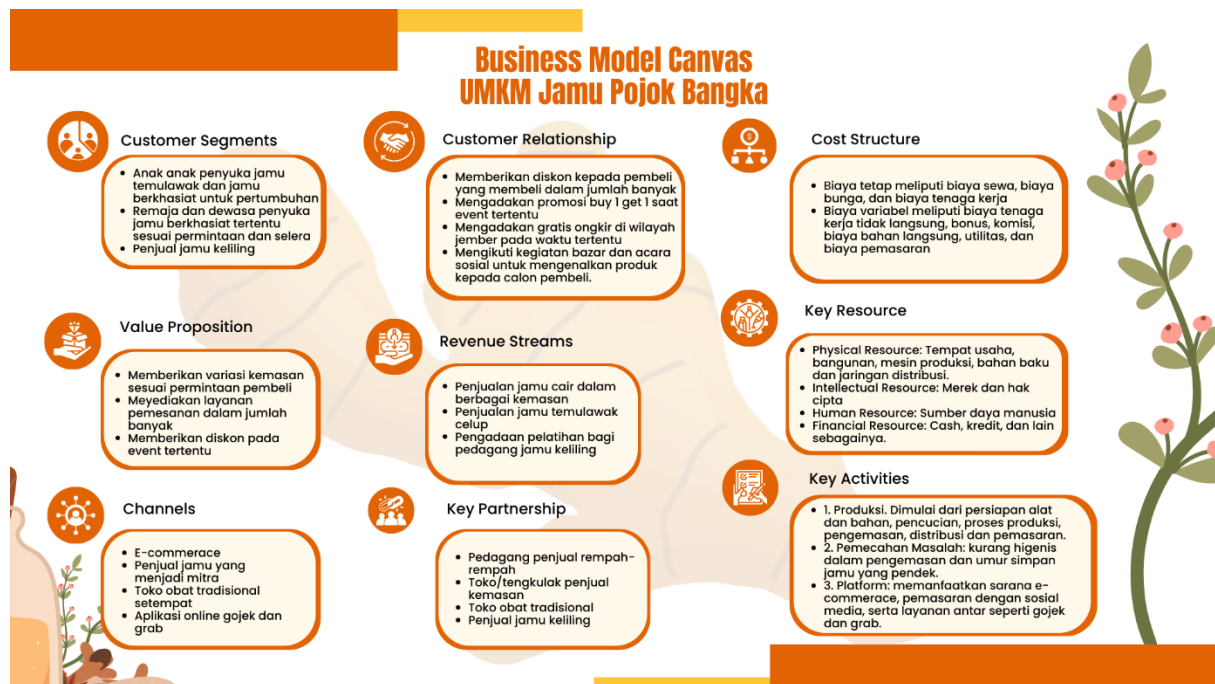 Business Model Canvas
UMKM Jamu Pojok Bangka
Customer Segments
• Anak anak penyuka jamu
temulawak dan jamu
berkhasiat untuk pertumbuhan
• Remaja dan dewasa penyuka
jamu berkhasiat tertentu
sesuai permintaan dan selera
• Penjual jamu keliling
Customer Relationship
• Memberikan diskon kepada pembeli
yang membeli dalam jumlah banyak
• Mengadakan promosi buy 1 get 1 saat
event tertentu
• Mengadakan gratis ongkir di wilayah
jember pada waktu tertentu
• Mengikuti kegiatan bazar dan acara
sosial untuk mengenalkan produk
kepada calon pembeli.
Cost Structure
• Biaya tetap meliputi biaya sewa, biaya
bunga, dan biaya tenaga kerja
• Biaya variabel meliputi biaya tenaga
kerja tidak langsung, bonus, komisi,
biaya bahan langsung, utilitas, dan
biaya pemasaran
Value Proposition
• Memberikan variasi kemasan
sesuai permintaan pembeli
• Meyediakan layanan
pemesanan dalam jumlah
banyak
• Memberikan diskon pada
event tertentu
Revenue Streams
• Penjualan jamu cair dalam
berbagai kemasan
• Penjualan jamu temulawak
celup
• Pengadaan pelatihan bagi
pedagang jamu keliling
Key Resource
• Physical Resource: Tempat usaha,
bangunan, mesin produksi, bahan baku
dan jaringan distribusi.
• Intellectual Resource: Merek dan hak
cipta
• Human Resource: Sumber daya manusia
• Financial Resource: Cash, kredit, dan lain
sebagainya.
Channels
• E-commerace
• Penjual jamu yang
menjadi mitra
• Toko obat tradisional
setempat
• Aplikasi online gojek dan
grab
Key Partnership
• Pedagang penjual rempah-
rempah
• Toko/tengkulak penjual
kemasan
• Toko obat tradisional
• Penjual jamu keliling
Key Activities
• 1. Produksi. Dimulai dari persiapan alat
dan bahan, pencucian, proses produksi,
pengemasan, distribusi dan pemasaran.
• 2. Pemecahan Masalah: kurang higenis
dalam pengemasan dan umur simpan
jamu yang pendek.
• 3. Platform: memanfaatkan sarana e-
commerace, pemasaran dengan sosial
media, serta layanan antar seperti gojek
dan grab.